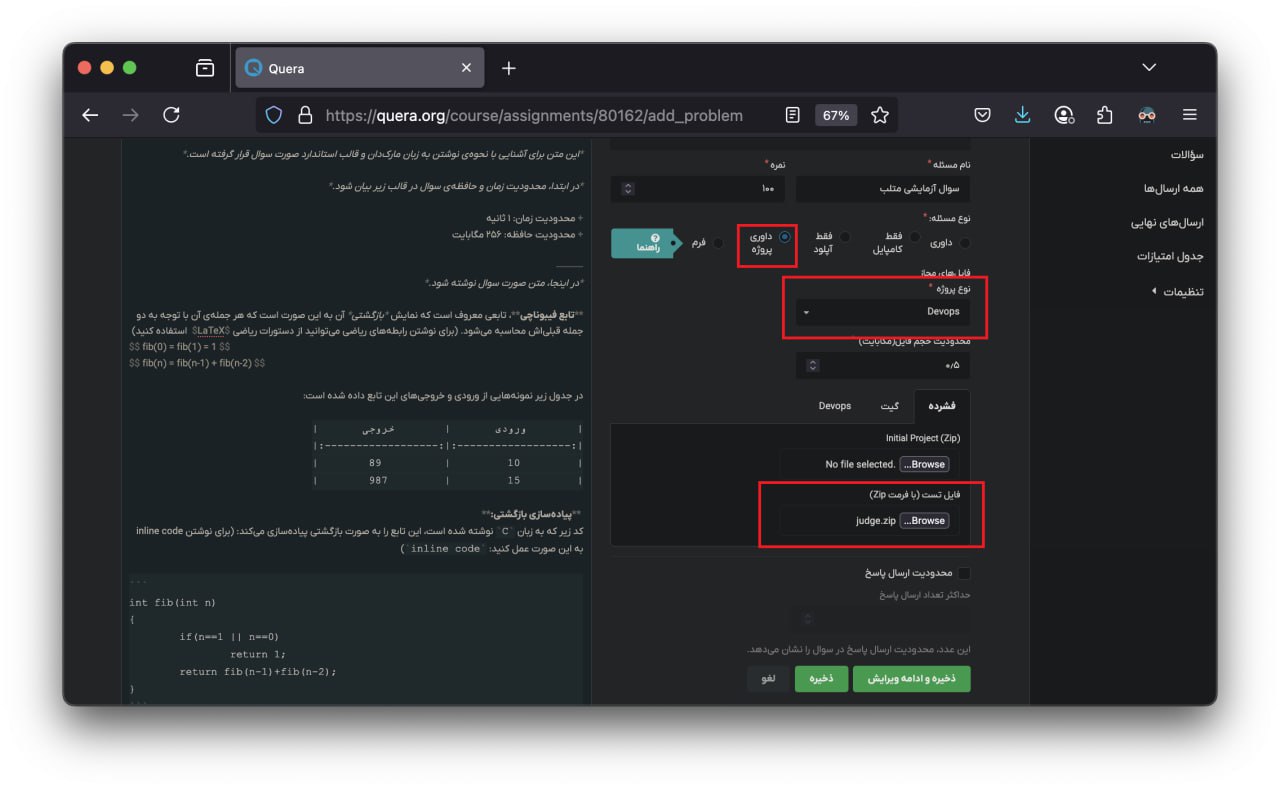 Quera
https://quera.org/course/assignments/80162/add_problem
67%
سؤالات
همه ارسال‌ها
ارسال‌های نهایی
جدول امتیازات
تنظیمات
نام مسئله *
نمره *
سوال آزمایشی متلب
۱۰۰
نوع مسئله: *
داوری
فقط کامپایل
فقط آپلود
داوری پروژه
فرم
راهنما
فایل‌های مجاز
نوع پروژه *
Devops
محدودیت حجم فایل(مگابایت) *
۰/۵
فشرده
گیت
Devops
Initial Project (Zip)
Browse... No file selected.
فایل تست (با فرمت Zip)
Browse... judge.zip
محدودیت ارسال پاسخ
حداکثر تعداد ارسال پاسخ
این عدد، محدودیت ارسال پاسخ در سوال را نشان می‌دهد.
ذخیره و ادامه ویرایش
ذخیره
لغو
*این متن برای آشنایی با نحوه‌ی نوشتن به زبان مارک‌دان و قالب استاندارد صورت سوال قرار گرفته است.*
*در ابتدا، محدودیت زمان و حافظه‌ی سوال در قالب زیر بیان شود.*
+ محدودیت زمان: ۱ ثانیه
+ محدودیت حافظه: ۲۵۶ مگابایت
----------
*در اینجا، متن صورت سوال نوشته شود.*
**تابع فیبوناچی**، تابعی معروف است که نمایش *بازگشتی* آن به این صورت است که هر جمله‌ی آن با توجه به دو
جمله قبلی‌اش محاسبه می‌شود. (برای نوشتن رابطه‌های ریاضی می‌توانید از دستورات ریاضی $LaTeX$ استفاده کنید)
$$ fib(0) = fib(1) = 1 $$
$$ fib(n) = fib(n-1) + fib(n-2) $$
در جدول زیر نمونه‌هایی از ورودی و خروجی‌های این تابع داده شده است:
| ورودی | خروجی |
|:------------------:|:------------------:|
| 10 | 89 |
| 15 | 987 |
**پیاده‌سازی بازگشتی:**
کد زیر که به زبان `C` نوشته شده است، این تابع را به صورت بازگشتی پیاده‌سازی می‌کند: (برای نوشتن inline code
به این صورت عمل کنید: `inline code`)
```
int fib(int n)
{
if(n==1 || n==0)
return 1;
return fib(n-1)+fib(n-2);
}
```